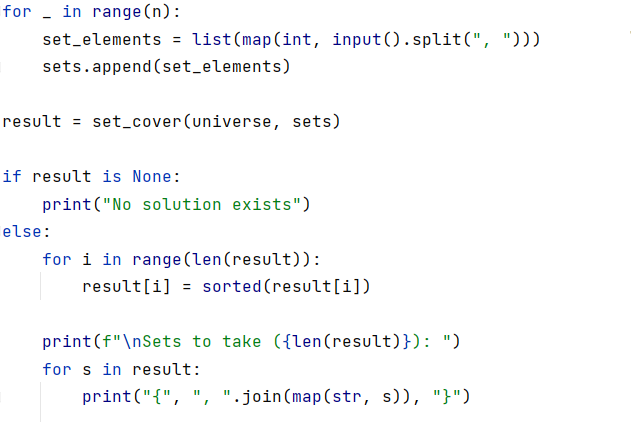 for _ in range(n):
    set_elements = list(map(int, input().split(", ")))
    sets.append(set_elements)
result = set_cover(universe, sets)
if result is None:
    print("No solution exists")
else:
    for i in range(len(result)):
        result[i] = sorted(result[i])
    print(f"\nSets to take ({len(result)}): ")
    for s in result:
        print("{", ", ".join(map(str, s)), "}")